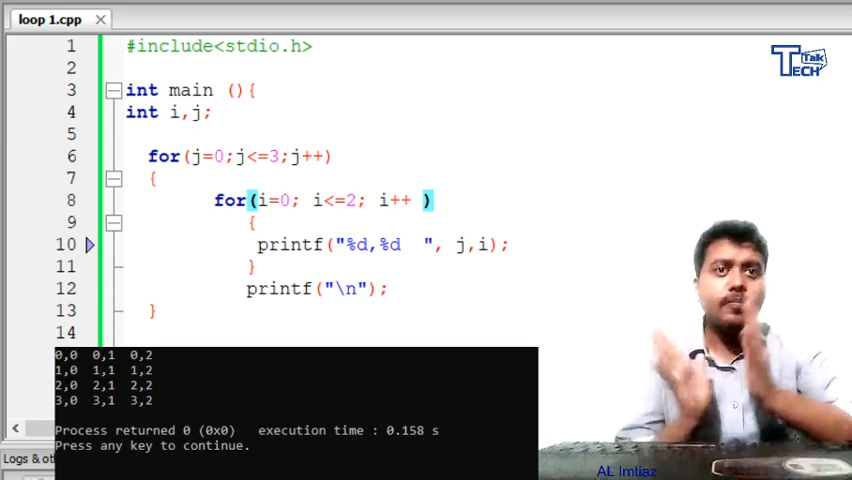 loop 1.cpp
Talk
TECH
1 #include<stdio.h>
2
3 int main (){
4 int i,j;
5
6 for(j=0;j<=3;j++)
7 {
8 for(i=0; i<=2; i++ )
9 {
10 printf("%d,%d  ", j,i);
11 }
12 printf("\n");
13 }
14
0,0  0,1  0,2
1,0  1,1  1,2
2,0  2,1  2,2
3,0  3,1  3,2
Process returned 0 (0x0)   execution time : 0.158 s
Press any key to continue.
Logs & ot
AL Imtiaz